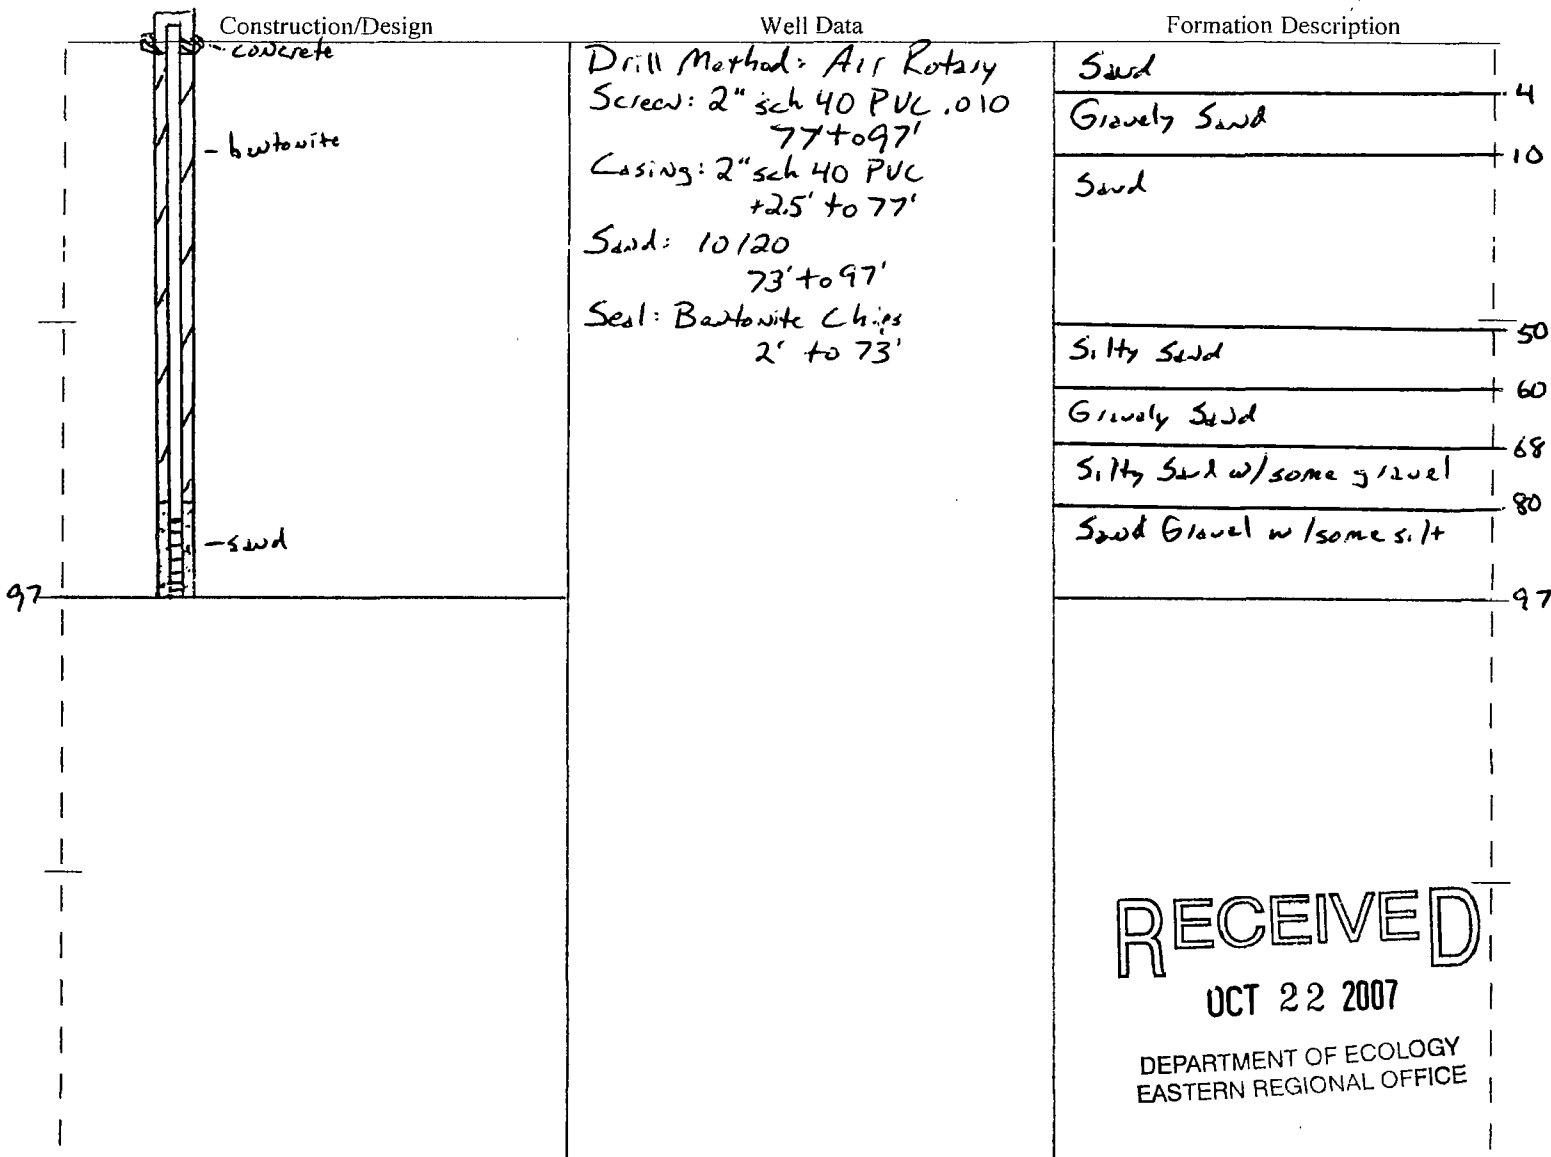 Construction/Design
concrete
- bentonite
- sand
97
Well Data
Drill Method: Air Rotary
Screen: 2" sch 40 PVC .010
77' to 97'
Casing: 2" sch 40 PVC
+2.5' to 77'
Sand: 10/20
73' to 97'
Seal: Bentonite Chips
2' to 73'
Formation Description
Sand
4
Gravely Sand
10
Sand
50
Silty Sand
60
Gravely Sand
68
Silty Sand w/some gravel
80
Sand Gravel w/some silt
97
RECEIVED
OCT 22 2007
DEPARTMENT OF ECOLOGY
EASTERN REGIONAL OFFICE